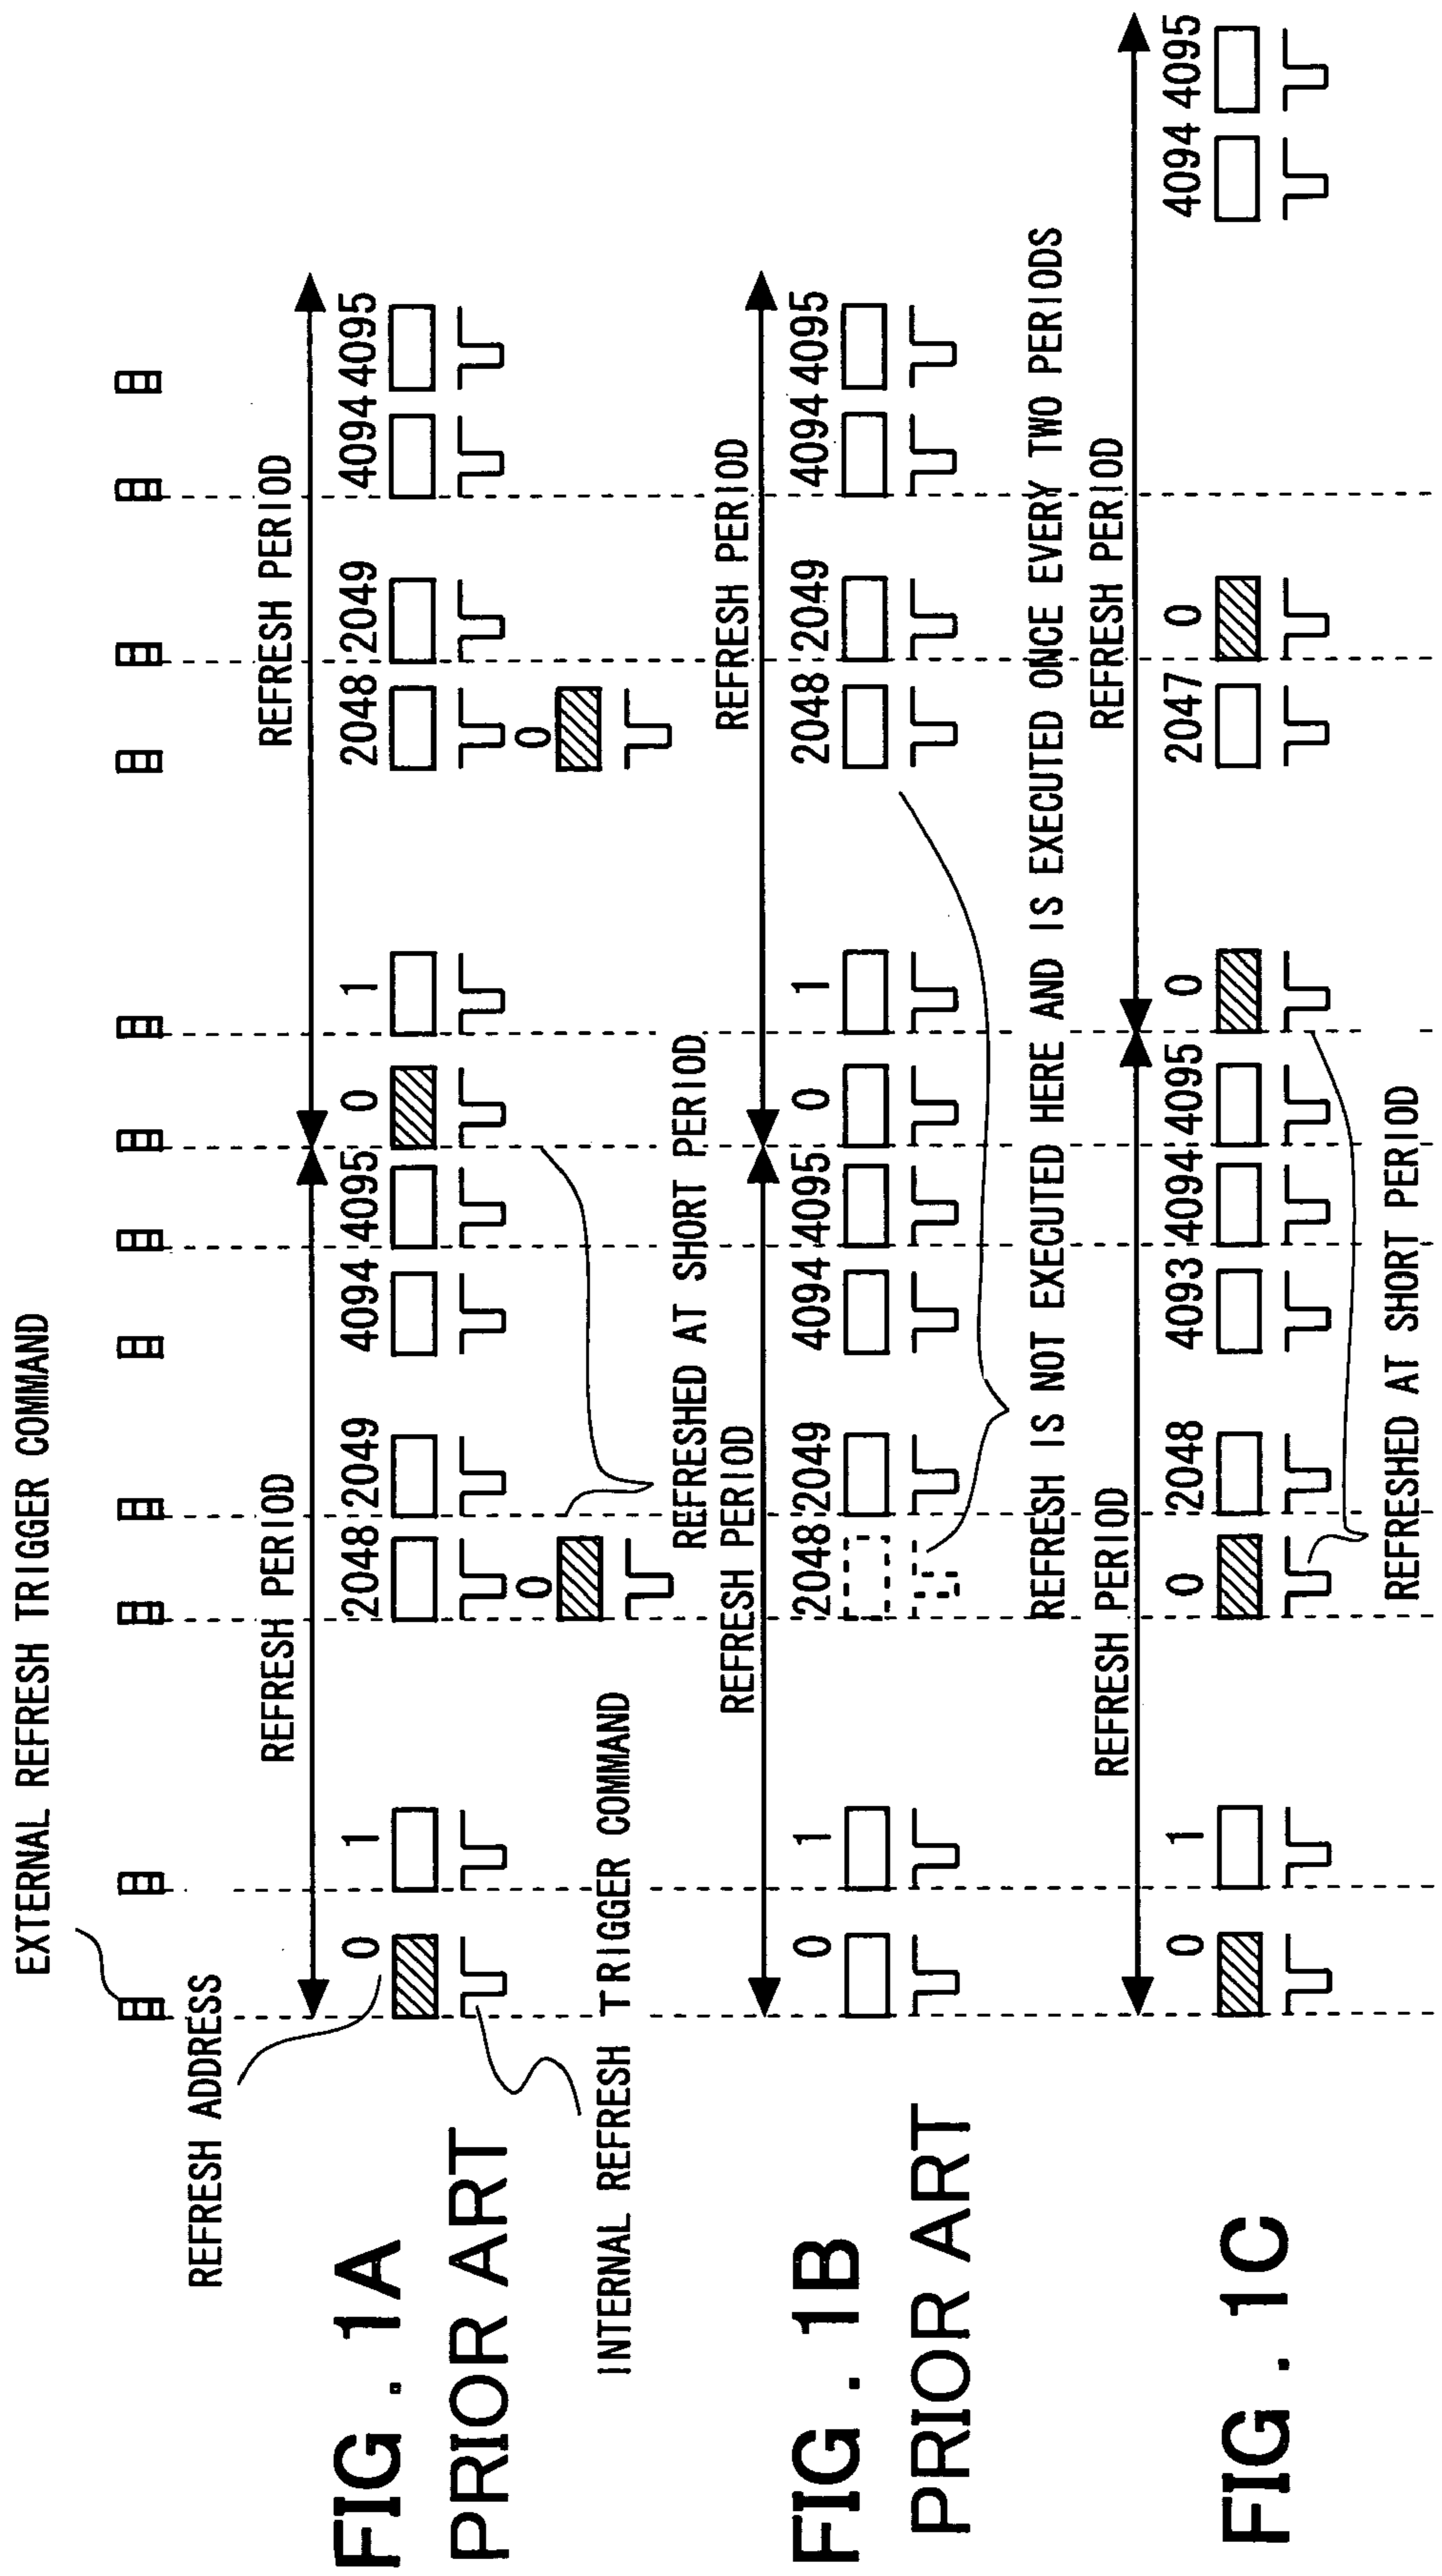 EXTERNAL REFRESH TRIGGER COMMAND
REFRESH ADDRESS
FIG. 1A
PRIOR ART
REFRESH PERIOD
REFRESH PERIOD
0 1 2048 2049 4094 4095 0 1 2048 2049 4094 4095
0 0
INTERNAL REFRESH TRIGGER COMMAND
REFRESHED AT SHORT PERIOD
FIG. 1B
PRIOR ART
REFRESH PERIOD
REFRESH PERIOD
0 1 2048 2049 4094 4095 0 1 2048 2049 4094 4095
REFRESH IS NOT EXECUTED HERE AND IS EXECUTED ONCE EVERY TWO PERIODS
FIG. 1C
REFRESH PERIOD
REFRESH PERIOD
0 1 0 2048 4093 4094 4095 0 2047 0 4094 4095
REFRESHED AT SHORT PERIOD